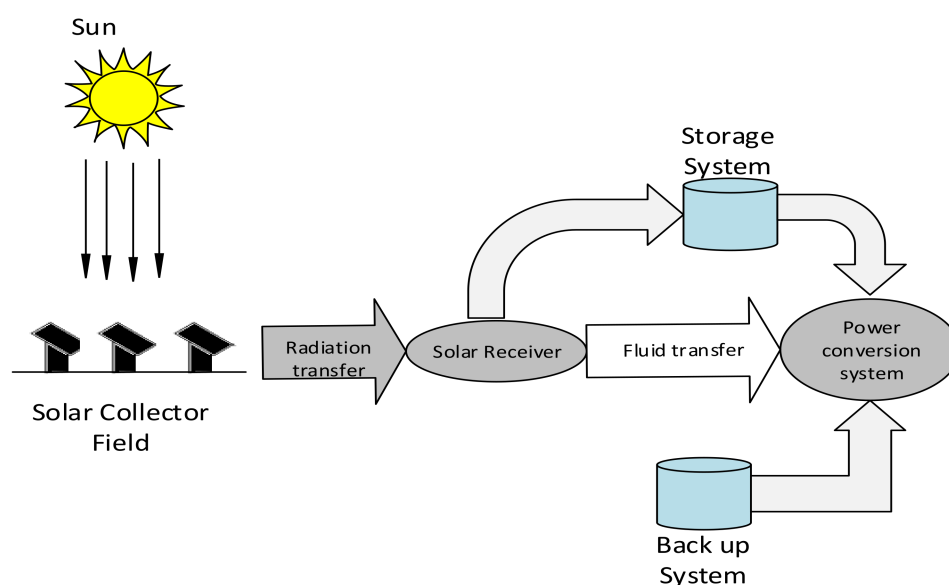 Sun
Storage
System
Radiation
transfer
Solar Receiver
Fluid transfer
Power
conversion
system
Solar Collector
Field
Back up
System